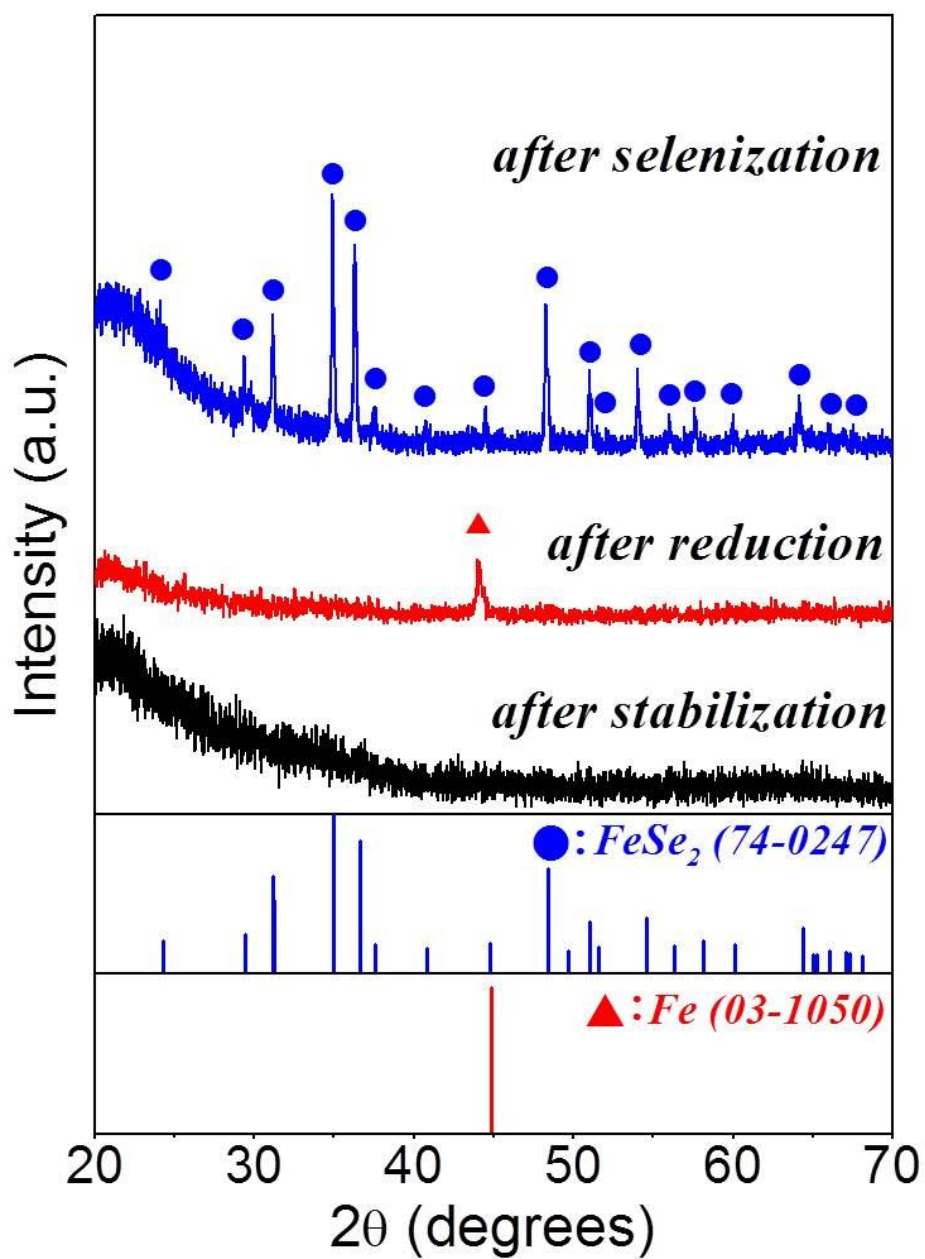 after selenization
after reduction
after stabilization
Intensity (a.u.)
●: FeSe₂ (74-0247)
▲: Fe (03-1050)
20 30 40 50 60 70
2θ (degrees)